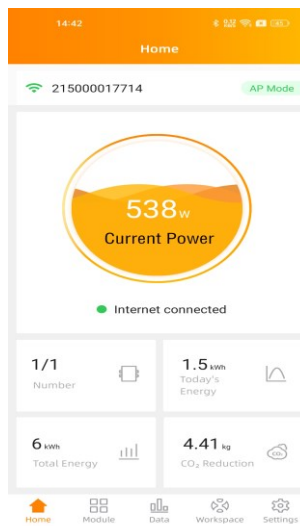 14:42
Home
215000017714
AP Mode
538w
Current Power
Internet connected
1/1
Number
1.5 kWh
Today's
Energy
6 kWh
Total Energy
4.41 kg
CO₂ Reduction
Home
Module
Data
Workspace
Settings